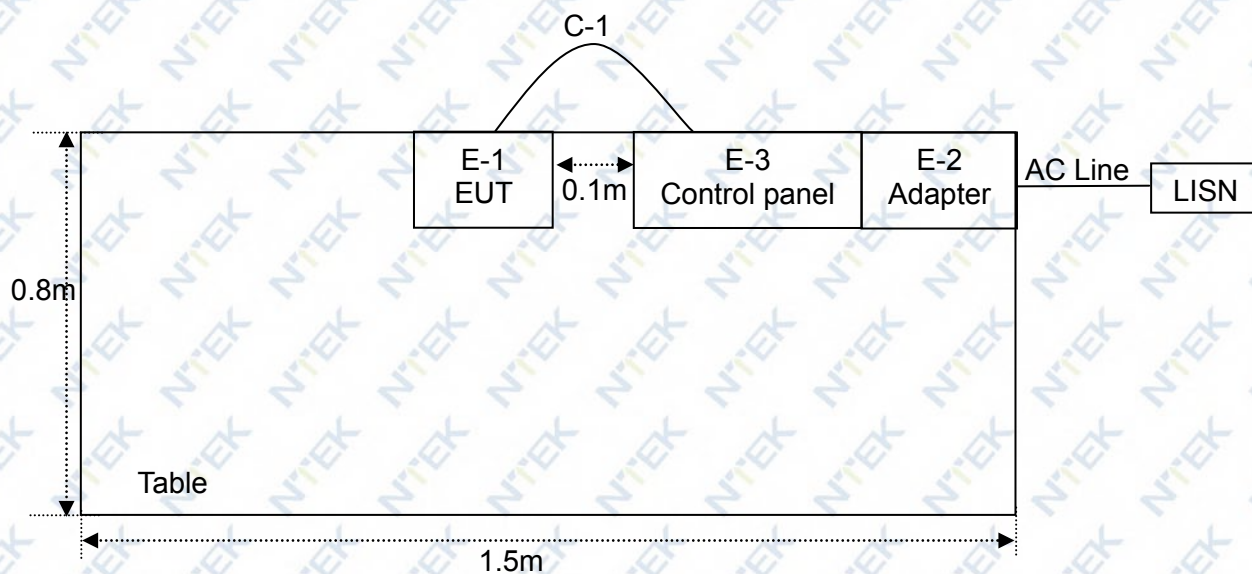 C-1
E-1
EUT
0.1m
E-3
Control panel
E-2
Adapter
AC Line
LISN
0.8m
Table
1.5m